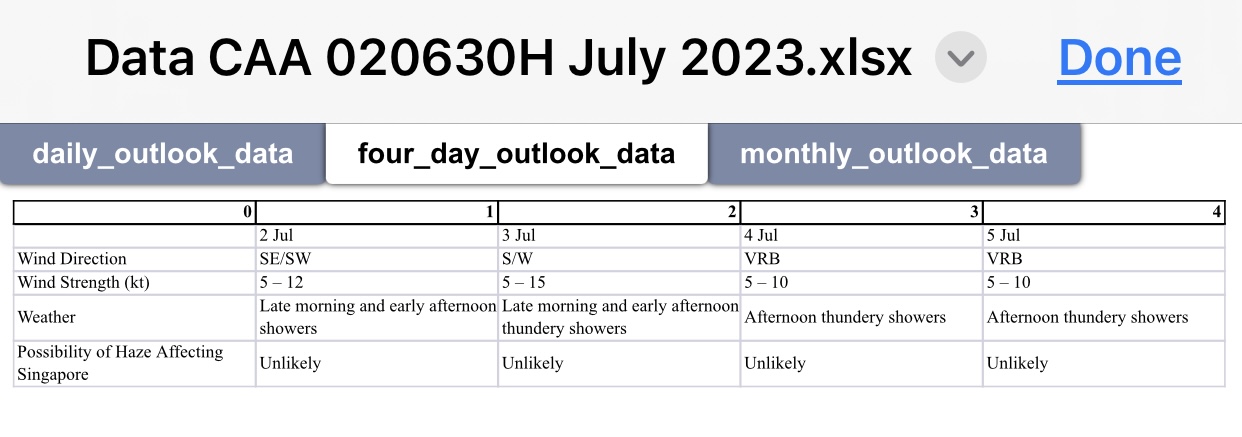 Data CAA 020630H July 2023.xlsx Done
daily_outlook_data four_day_outlook_data monthly_outlook_data
0 1 2 3 4
2 Jul 3 Jul 4 Jul 5 Jul
Wind Direction SE/SW S/W VRB VRB
Wind Strength (kt) 5 – 12 5 – 15 5 – 10 5 – 10
Weather Late morning and early afternoon showers Late morning and early afternoon thundery showers Afternoon thundery showers Afternoon thundery showers
Possibility of Haze Affecting Singapore Unlikely Unlikely Unlikely Unlikely